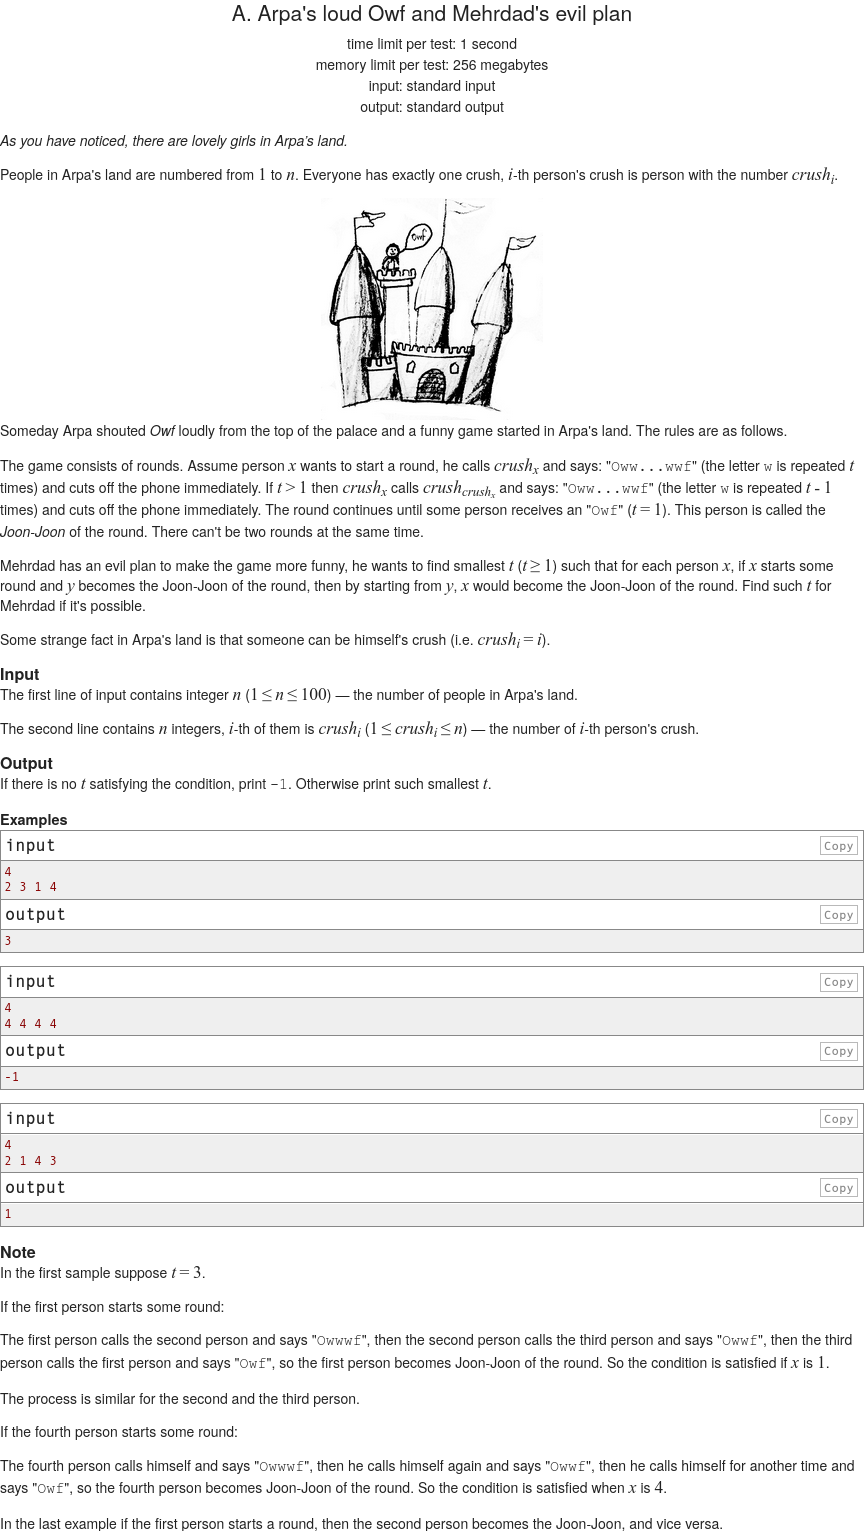 A. Arpa's loud Owf and Mehrdad's evil plan
time limit per test: 1 second
memory limit per test: 256 megabytes
input: standard input
output: standard output
As you have noticed, there are lovely girls in Arpa's land.
People in Arpa's land are numbered from 1 to n. Everyone has exactly one crush, i-th person's crush is person with the number crush_i.
Owf
Someday Arpa shouted Owf loudly from the top of the palace and a funny game started in Arpa's land. The rules are as follows.
The game consists of rounds. Assume person x wants to start a round, he calls crush_x and says: "Oww...wwf" (the letter w is repeated t
times) and cuts off the phone immediately. If t > 1 then crush_x calls crush_{crush_x} and says: "Oww...wwf" (the letter w is repeated t - 1
times) and cuts off the phone immediately. The round continues until some person receives an "Owf" (t = 1). This person is called the
Joon-Joon of the round. There can't be two rounds at the same time.
Mehrdad has an evil plan to make the game more funny, he wants to find smallest t (t ≥ 1) such that for each person x, if x starts some
round and y becomes the Joon-Joon of the round, then by starting from y, x would become the Joon-Joon of the round. Find such t for
Mehrdad if it's possible.
Some strange fact in Arpa's land is that someone can be himself's crush (i.e. crush_i = i).
Input
The first line of input contains integer n (1 ≤ n ≤ 100) — the number of people in Arpa's land.
The second line contains n integers, i-th of them is crush_i (1 ≤ crush_i ≤ n) — the number of i-th person's crush.
Output
If there is no t satisfying the condition, print -1. Otherwise print such smallest t.
Examples
input Copy
4
2 3 1 4
output Copy
3
input Copy
4
4 4 4 4
output Copy
-1
input Copy
4
2 1 4 3
output Copy
1
Note
In the first sample suppose t = 3.
If the first person starts some round:
The first person calls the second person and says "Owwwf", then the second person calls the third person and says "Owwf", then the third
person calls the first person and says "Owf", so the first person becomes Joon-Joon of the round. So the condition is satisfied if x is 1.
The process is similar for the second and the third person.
If the fourth person starts some round:
The fourth person calls himself and says "Owwwf", then he calls himself again and says "Owwf", then he calls himself for another time and
says "Owf", so the fourth person becomes Joon-Joon of the round. So the condition is satisfied when x is 4.
In the last example if the first person starts a round, then the second person becomes the Joon-Joon, and vice versa.